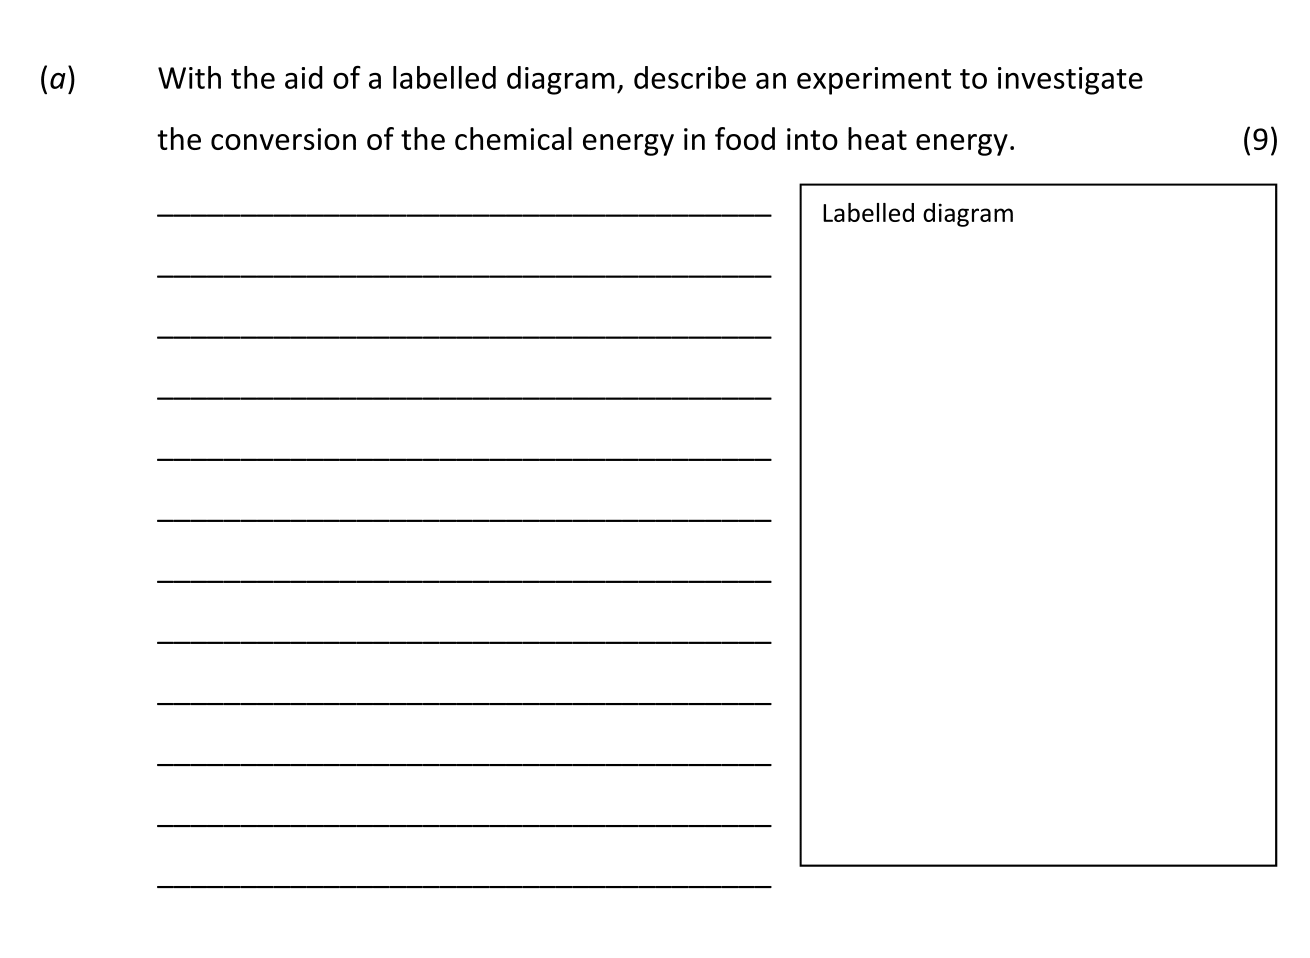 (a) With the aid of a labelled diagram, describe an experiment to investigate
the conversion of the chemical energy in food into heat energy. (9)
Labelled diagram